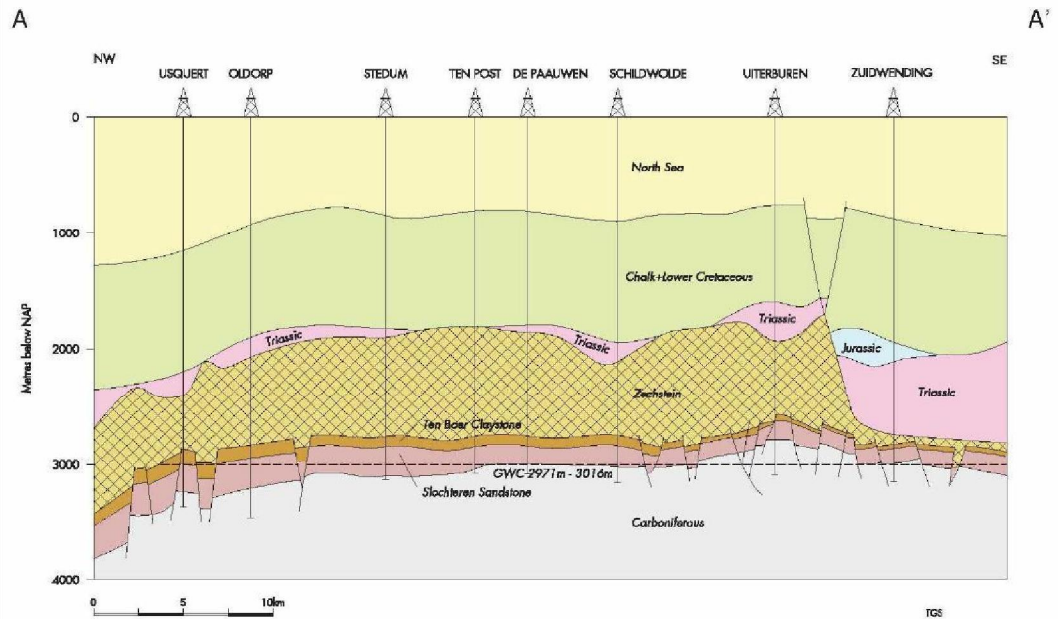 A A'
NW SE
USQUERT OLDORP STEDUM TEN POST DE PAAUWEN SCHILDWOLDE UITERBUREN ZUIDWENDING
0
North Sea
1000
Chalk+Lower Cretaceous
Triassic
Triassic
Triassic
2000
Jurassic
Metres below NAP
Zechstein
Triassic
Ten Boer Claystone
3000
GWC-2971m - 3016m
Slochteren Sandstone
Carboniferous
4000
0 5 10km
TGS